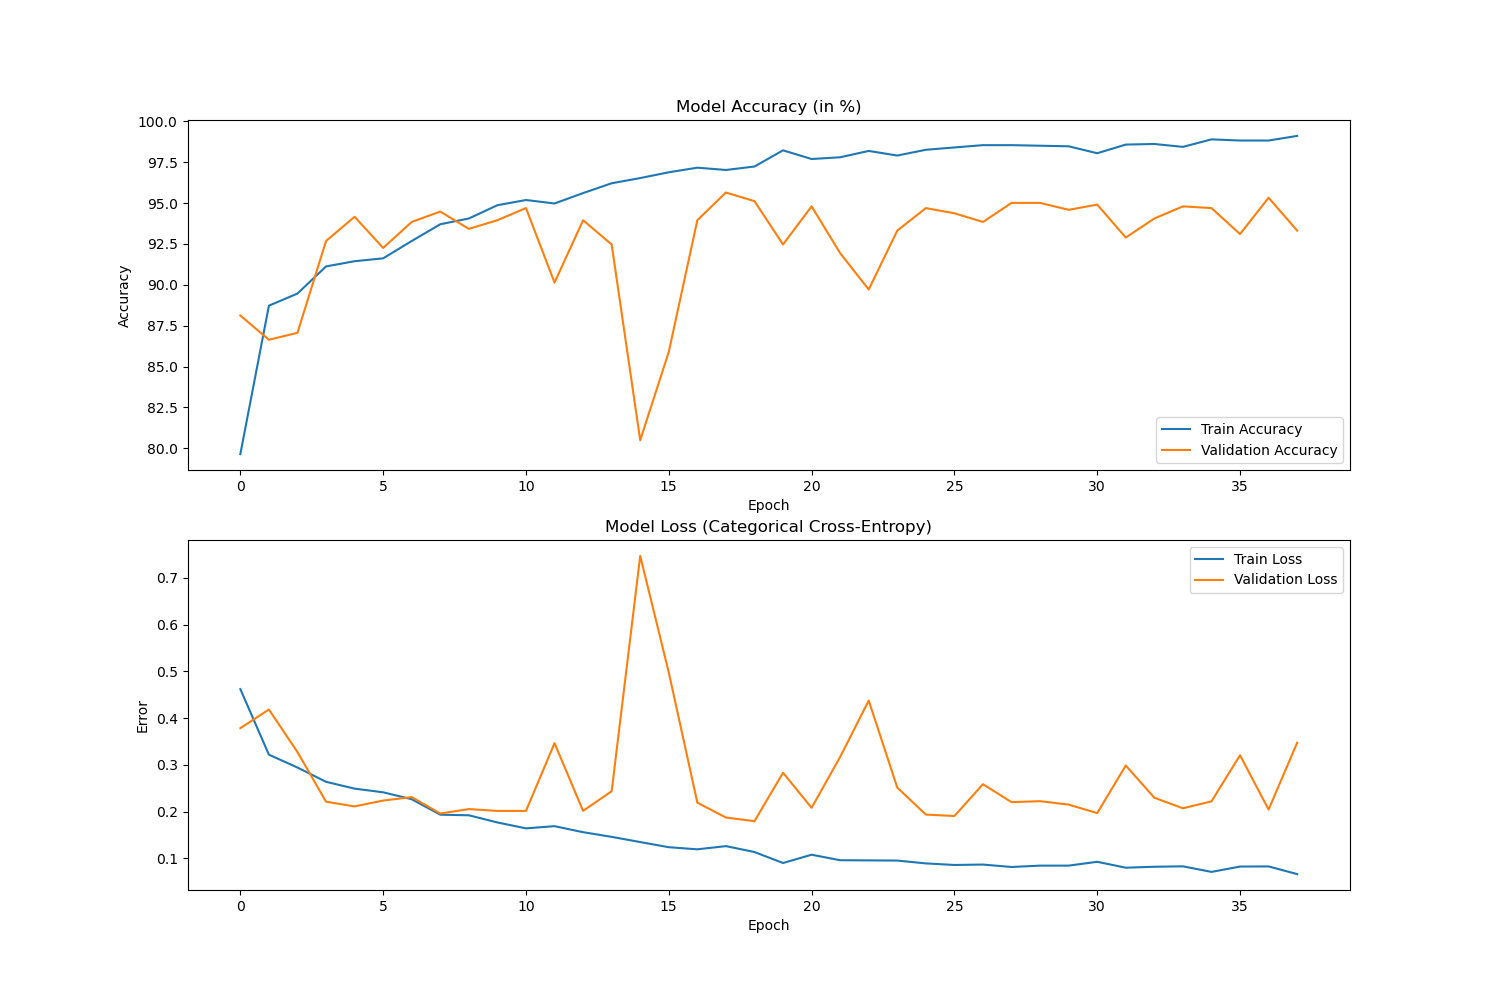 Model Accuracy (in %)
100.0
97.5
95.0
92.5
90.0
87.5
85.0
82.5
80.0
Accuracy
Train Accuracy
Validation Accuracy
0 5 10 15 20 25 30 35
Epoch
Model Loss (Categorical Cross-Entropy)
0.7
0.6
0.5
0.4
0.3
0.2
0.1
Error
Train Loss
Validation Loss
0 5 10 15 20 25 30 35
Epoch